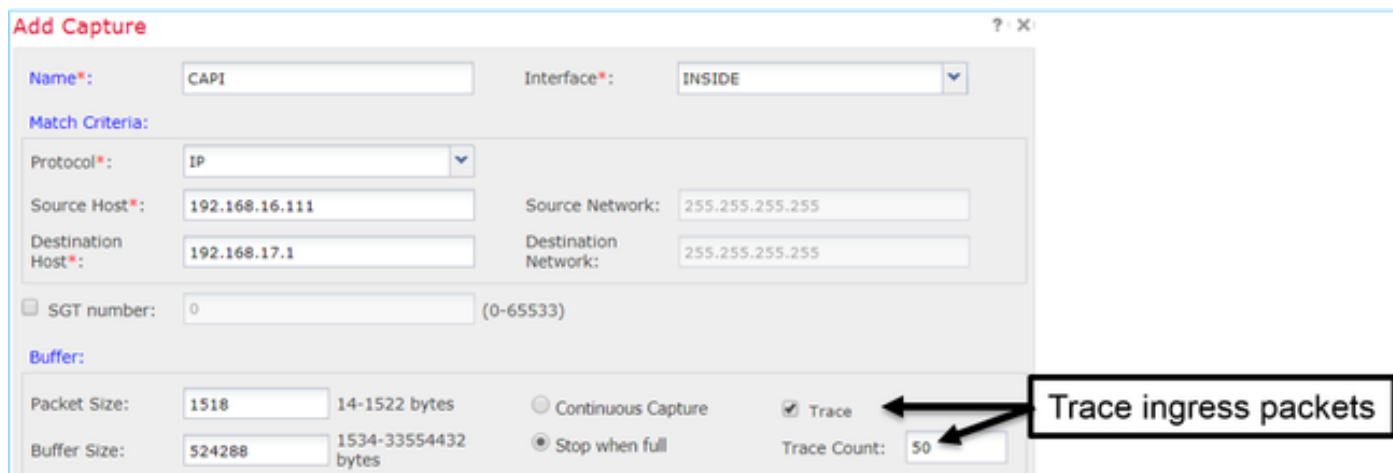 Add Capture ? X
Name*: CAPI Interface*: INSIDE
Match Criteria:
Protocol*: IP
Source Host*: 192.168.16.111 Source Network: 255.255.255.255
Destination Host*: 192.168.17.1 Destination Network: 255.255.255.255
SGT number: 0 (0-65533)
Buffer:
Packet Size: 1518 14-1522 bytes Continuous Capture Trace
Buffer Size: 524288 1534-33554432 bytes Stop when full Trace Count: 50
Trace ingress packets